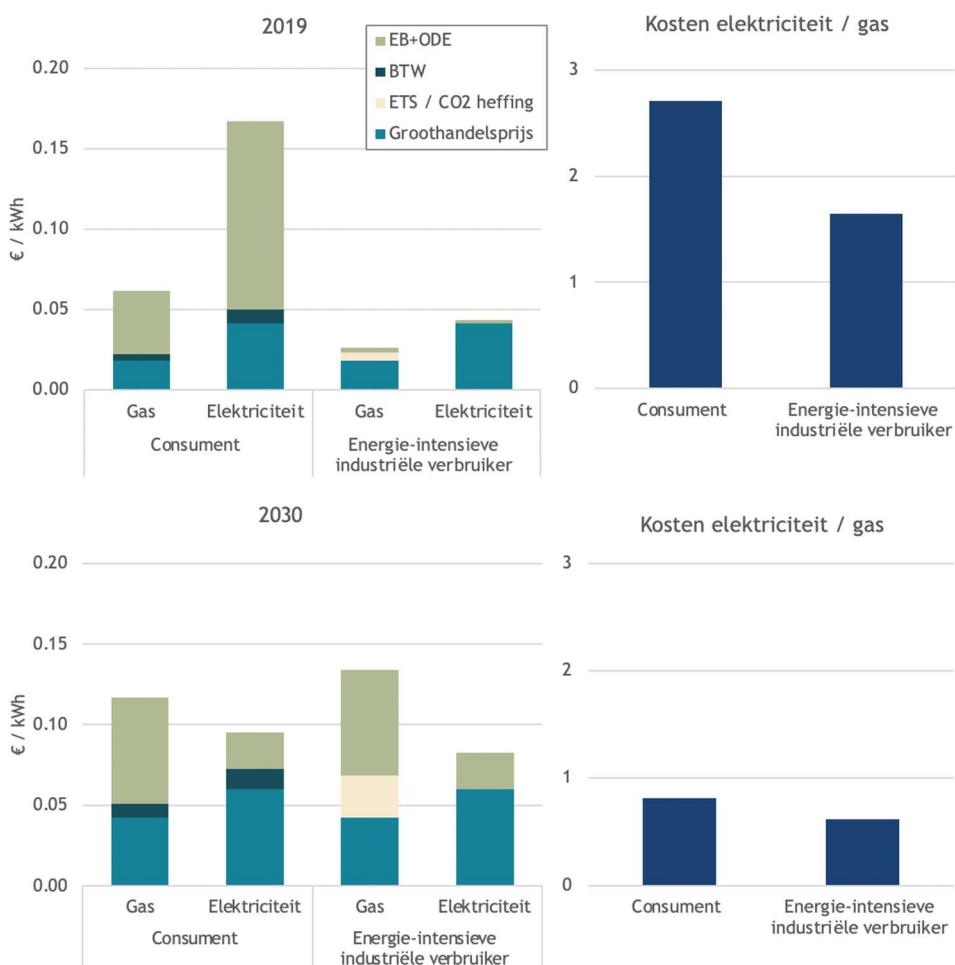 2019
EB+ODE
BTW
ETS / CO2 heffing
Groothandelsprijs
€ / kWh
0.20
0.15
0.10
0.05
0.00
Gas
Elektriciteit
Gas
Elektriciteit
Consument
Energie-intensieve
industriële verbruiker
Kosten elektriciteit / gas
3
2
1
0
Consument
Energie-intensieve
industriële verbruiker
2030
€ / kWh
0.20
0.15
0.10
0.05
0.00
Gas
Elektriciteit
Gas
Elektriciteit
Consument
Energie-intensieve
industriële verbruiker
Kosten elektriciteit / gas
3
2
1
0
Consument
Energie-intensieve
industriële verbruiker